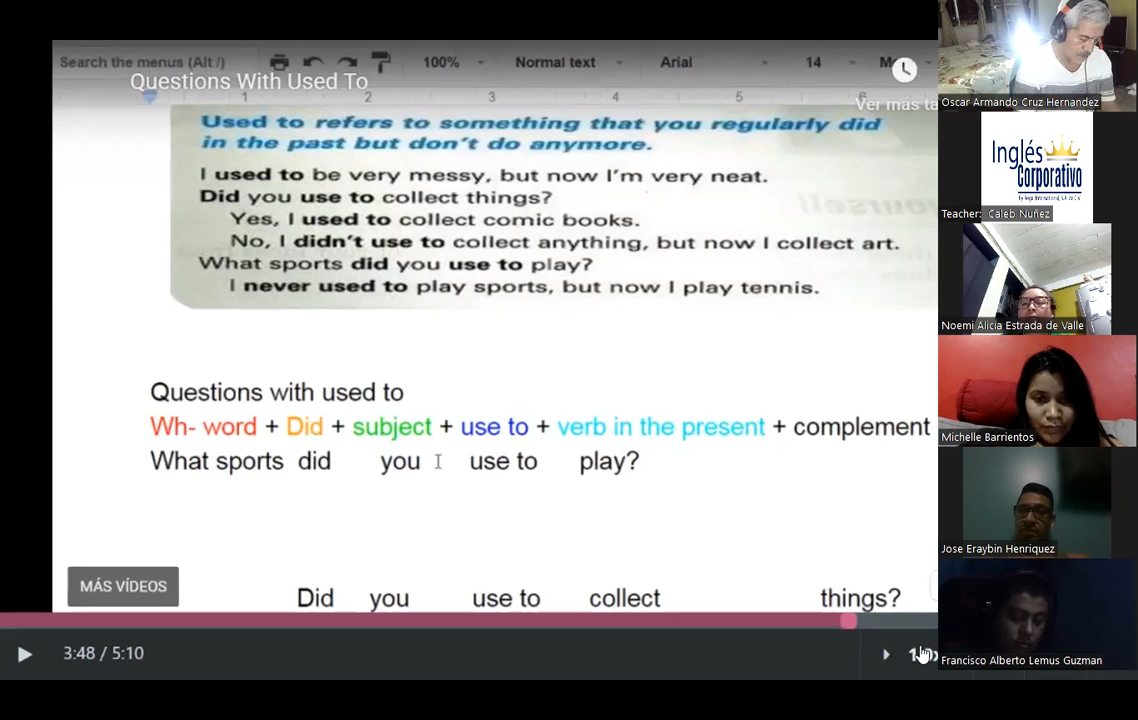 Search the menus (Alt /)
100%
Normal text
Arial
14
Questions With Used To
Ver más ta
1
2
3
4
5
Used to refers to something that you regularly did
in the past but don't do anymore.
I used to be very messy, but now I'm very neat.
Did you use to collect things?
Yes, I used to collect comic books.
No, I didn't use to collect anything, but now I collect art.
What sports did you use to play?
I never used to play sports, but now I play tennis.
Questions with used to
Wh- word + Did + subject + use to + verb in the present + complement
What sports did you use to play?
MÁS VÍDEOS
Did you use to collect things?
3:48 / 5:10
Oscar Armando Cruz Hernandez
Inglés
Corporativo
Teacher: Caleb Nuñez
Noemi Alicia Estrada de Valle
Michelle Barrientos
Jose Eraybin Henriquez
Francisco Alberto Lemus Guzman